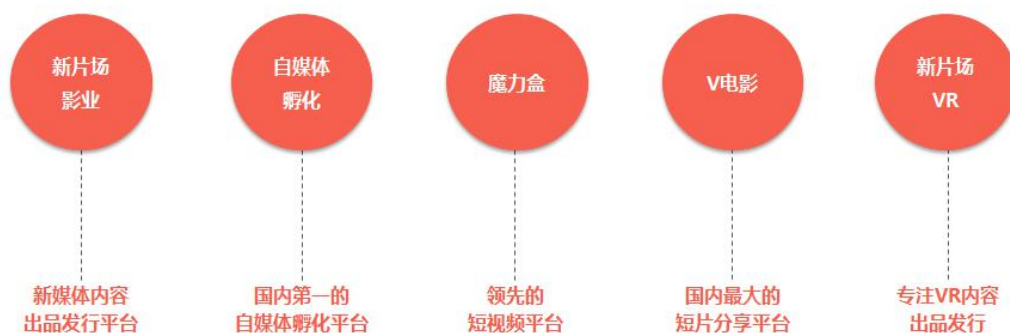 新片场
影业
自媒体
孵化
魔力盒
V电影
新片场
VR
新媒体内容
出品发行平台
国内第一的
自媒体孵化平台
领先的
短视频平台
国内最大的
短片分享平台
专注VR内容
出品发行